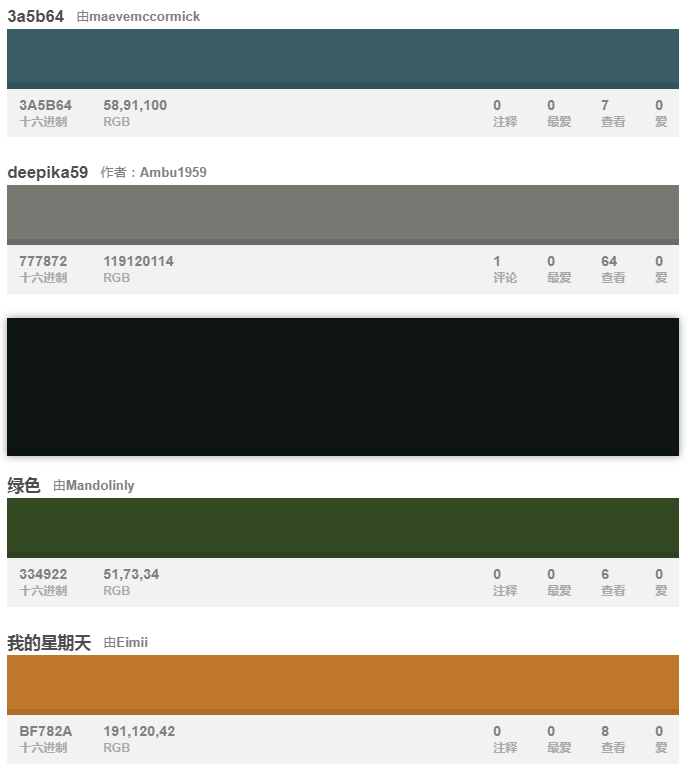 3a5b64 由maevemccormick
3A5B64 58,91,100 0 0 7 0
十六进制 RGB 注释 最爱 查看 爱
deepika59 作者：Ambu1959
777872 119120114 1 0 64 0
十六进制 RGB 评论 最爱 查看 爱
绿色 由Mandolinly
334922 51,73,34 0 0 6 0
十六进制 RGB 注释 最爱 查看 爱
我的星期天 由Eimii
BF782A 191,120,42 0 0 8 0
十六进制 RGB 注释 最爱 查看 爱